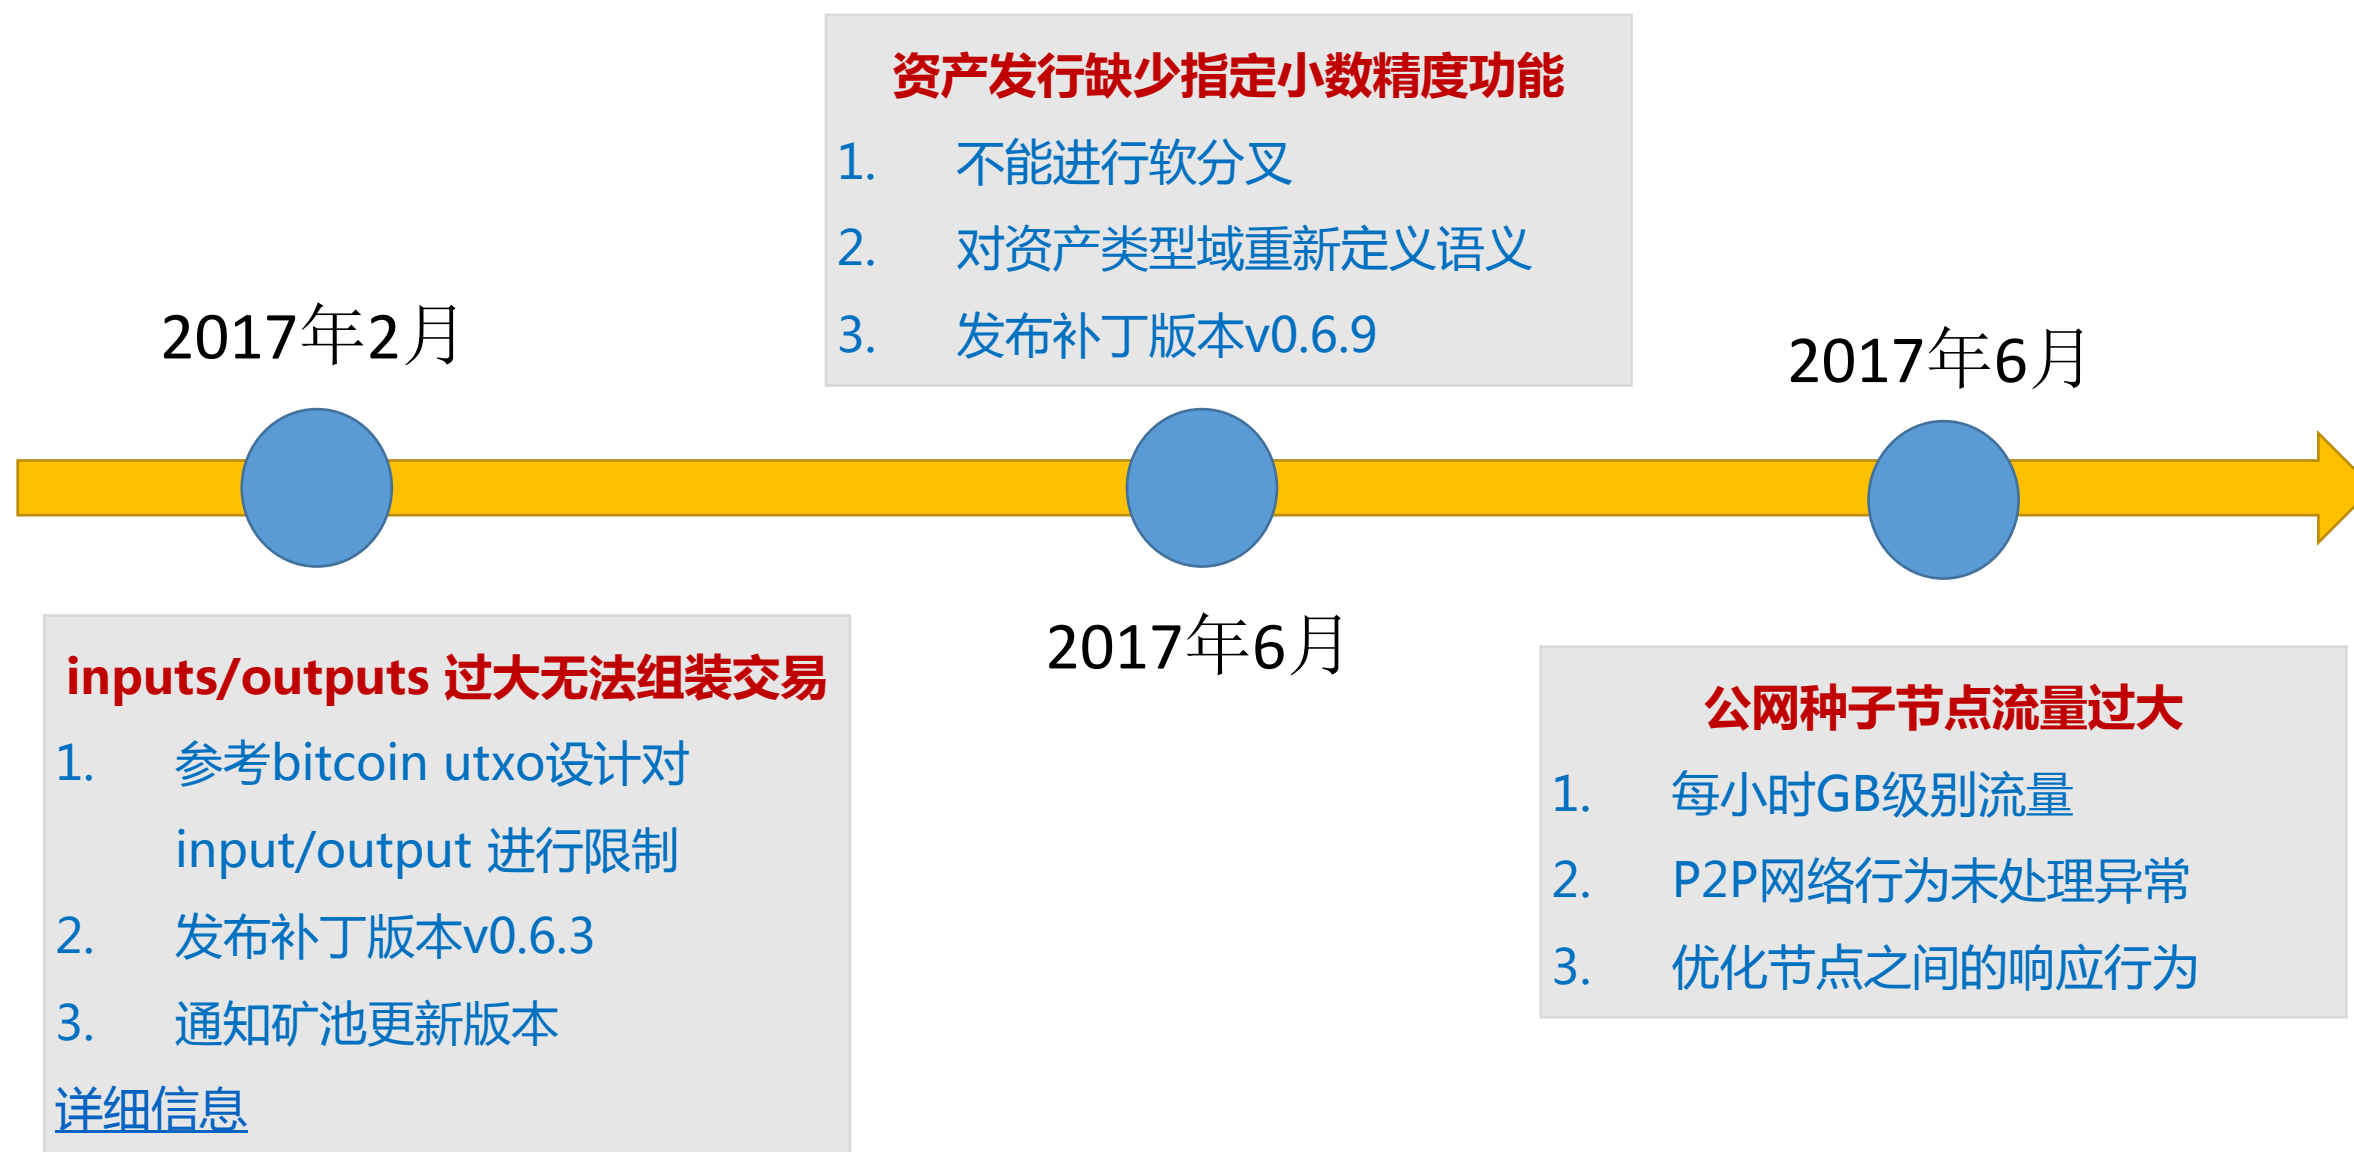 资产发行缺少指定小数精度功能
1. 不能进行软分叉
2. 对资产类型域重新定义语义
3. 发布补丁版本v0.6.9
2017年2月
2017年6月
2017年6月
inputs/outputs 过大无法组装交易
1. 参考bitcoin utxo设计对
input/output 进行限制
2. 发布补丁版本v0.6.3
3. 通知矿池更新版本
详细信息
公网种子节点流量过大
1. 每小时GB级别流量
2. P2P网络行为未处理异常
3. 优化节点之间的响应行为